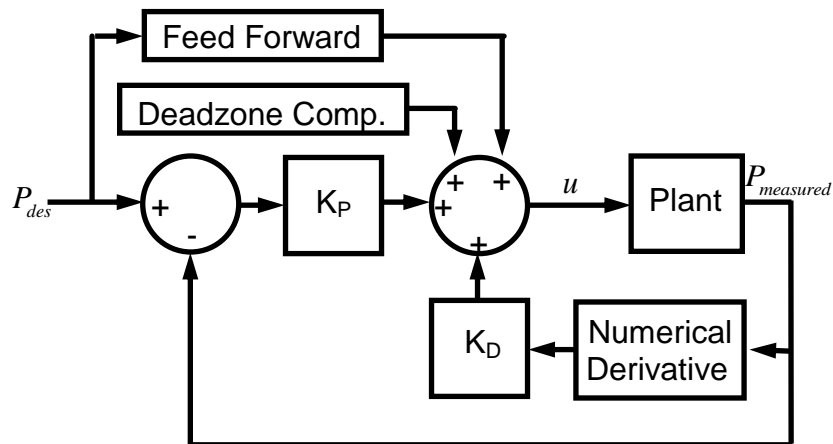 Feed Forward
Deadzone Comp.
P_des
+
-
K_P
+
+
+
+
u
Plant
P_measured
K_D
Numerical
Derivative